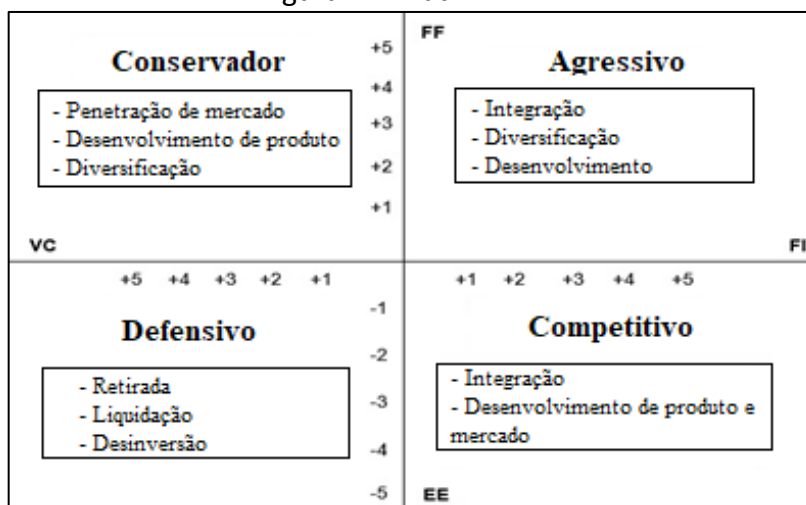 Conservador
- Penetração de mercado
- Desenvolvimento de produto
- Diversificação
VC
+5
+4
+3
+2
+1
FF
Agressivo
- Integração
- Diversificação
- Desenvolvimento
FI
+5 +4 +3 +2 +1
Defensivo
- Retirada
- Liquidação
- Desinversão
-1
-2
-3
-4
-5
+1 +2 +3 +4 +5
Competitivo
- Integração
- Desenvolvimento de produto e
mercado
EE